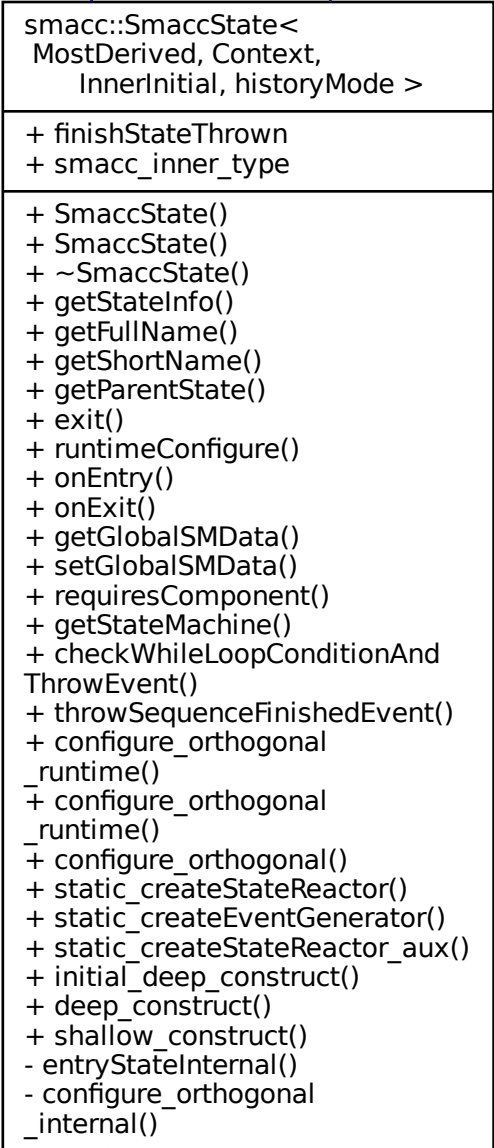 smacc::SmaccState<
MostDerived, Context,
InnerInitial, historyMode >
+ finishStateThrown
+ smacc_inner_type
+ SmaccState()
+ SmaccState()
+ ~SmaccState()
+ getStateInfo()
+ getFullName()
+ getShortName()
+ getParentState()
+ exit()
+ runtimeConfigure()
+ onEntry()
+ onExit()
+ getGlobalSMData()
+ setGlobalSMData()
+ requiresComponent()
+ getStateMachine()
+ checkWhileLoopConditionAnd
ThrowEvent()
+ throwSequenceFinishedEvent()
+ configure_orthogonal
_runtime()
+ configure_orthogonal
_runtime()
+ configure_orthogonal()
+ static_createStateReactor()
+ static_createEventGenerator()
+ static_createStateReactor_aux()
+ initial_deep_construct()
+ deep_construct()
+ shallow_construct()
- entryStateInternal()
- configure_orthogonal
_internal()